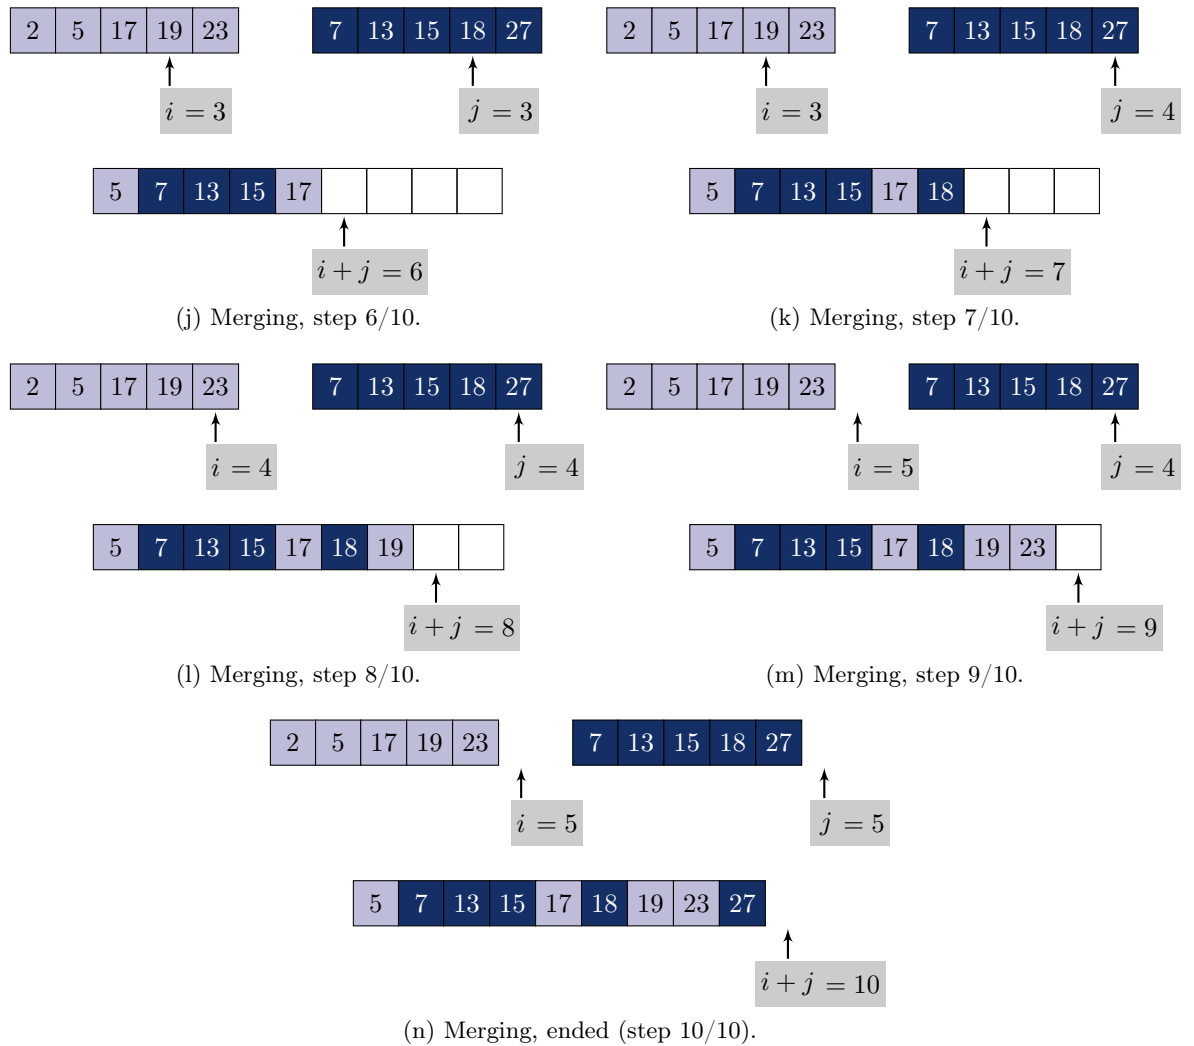 2 5 17 19 23 7 13 15 18 27 2 5 17 19 23 7 13 15 18 27
i = 3 j = 3 i = 3 j = 4
5 7 13 15 17 5 7 13 15 17 18
i + j = 6 i + j = 7
(j) Merging, step 6/10. (k) Merging, step 7/10.
2 5 17 19 23 7 13 15 18 27 2 5 17 19 23 7 13 15 18 27
i = 4 j = 4 i = 5 j = 4
5 7 13 15 17 18 19 5 7 13 15 17 18 19 23
i + j = 8 i + j = 9
(l) Merging, step 8/10. (m) Merging, step 9/10.
2 5 17 19 23 7 13 15 18 27
i = 5 j = 5
5 7 13 15 17 18 19 23 27
i + j = 10
(n) Merging, ended (step 10/10).